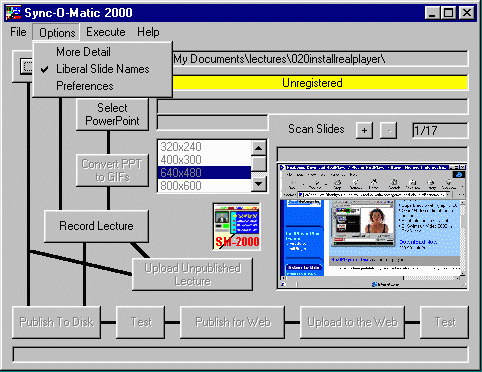 Sync-O-Matic 2000
File Options Execute Help
More Detail
Liberal Slide Names
Preferences
My Documents\lectures\020installrealplayer\
Unregistered
Select
PowerPoint
320x240
400x300
640x480
800x600
Scan Slides + - 1/17
Convert PPT
to GIFs
Record Lecture
SM-2000
Upload Unpublished
Lecture
Download Now
Publish To Disk Test Publish for Web Upload to the Web Test